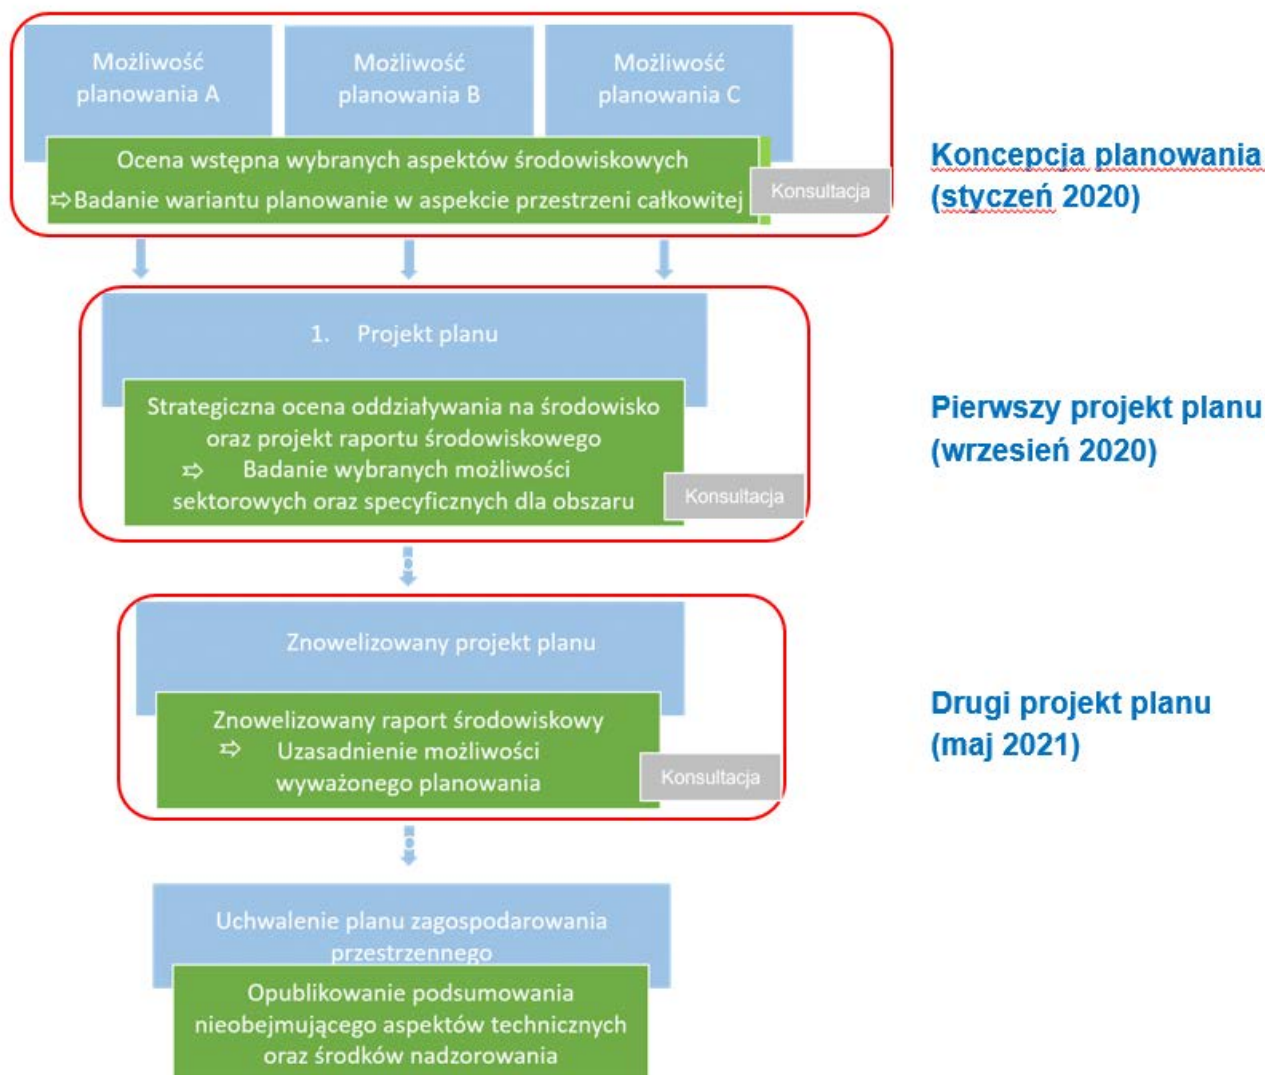 Możliwość
planowania A
Możliwość
planowania B
Możliwość
planowania C
Ocena wstępna wybranych aspektów środowiskowych
⇨Badanie wariantu planowanie w aspekcie przestrzeni całkowitej
Konsultacja
Koncepcja planowania
(styczeń 2020)
1. Projekt planu
Strategiczna ocena oddziaływania na środowisko
oraz projekt raportu środowiskowego
⇨ Badanie wybranych możliwości
sektorowych oraz specyficznych dla obszaru
Konsultacja
Pierwszy projekt planu
(wrzesień 2020)
Znowelizowany projekt planu
Znowelizowany raport środowiskowy
⇨ Uzasadnienie możliwości
wyważonego planowania
Konsultacja
Drugi projekt planu
(maj 2021)
Uchwalenie planu zagospodarowania
przestrzennego
Opublikowanie podsumowania
nieobejmującego aspektów technicznych
oraz środków nadzorowania